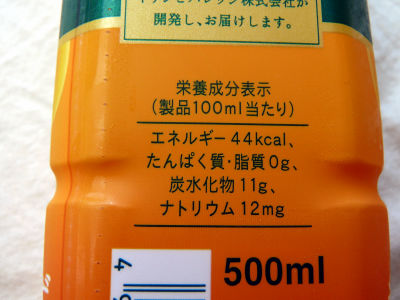 開発し、お届けします。
栄養成分表示
(製品100ml当たり)
エネルギー44kcal、
たんぱく質・脂質0g、
炭水化物11g、
ナトリウム12mg
500ml
4